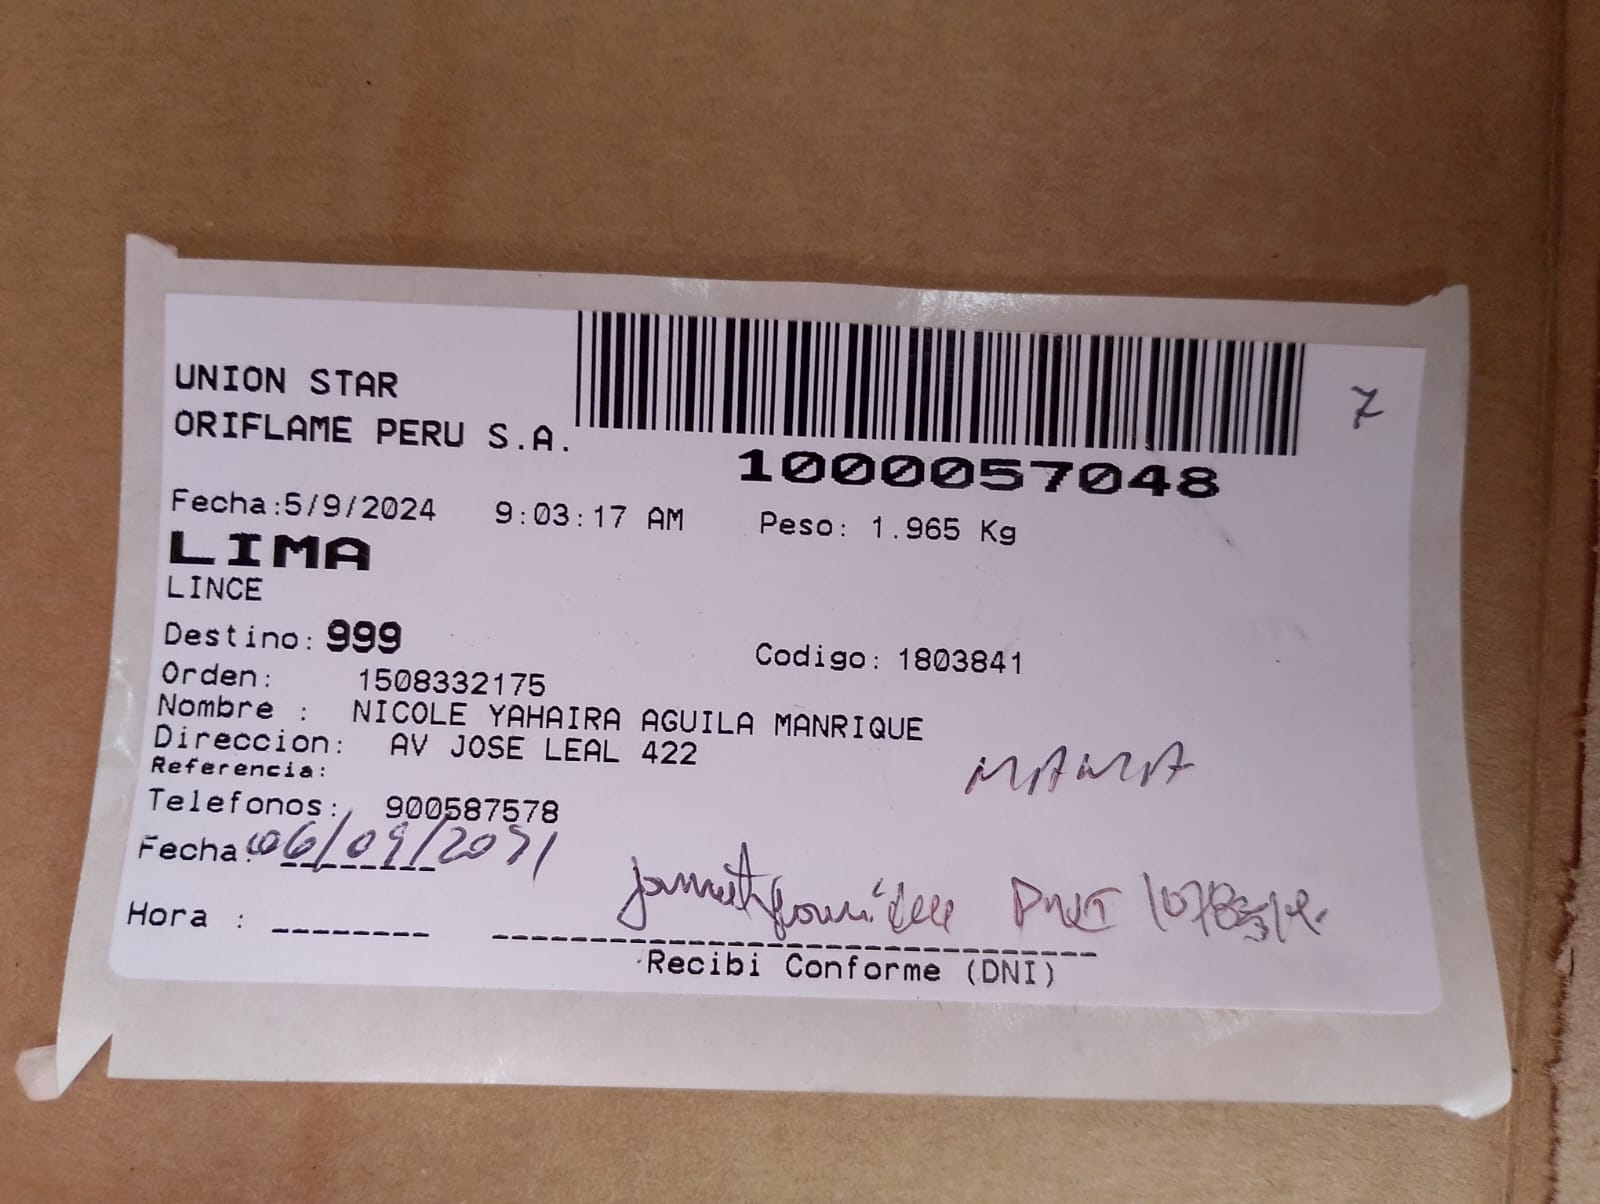 UNION STAR
ORIFLAME PERU S.A.
7
1000057048
Fecha:5/9/2024 9:03:17 AM Peso: 1.965 Kg
LIMA
LINCE
Destino: 999 Codigo: 1803841
Orden: 1508332175
Nombre : NICOLE YAHAIRA AGUILA MANRIQUE
Direccion: AV JOSE LEAL 422
MAMA
Referencia:
Telefonos: 900587578
Fecha: 06/09/
Hora :
Recibi Conforme (DNI)